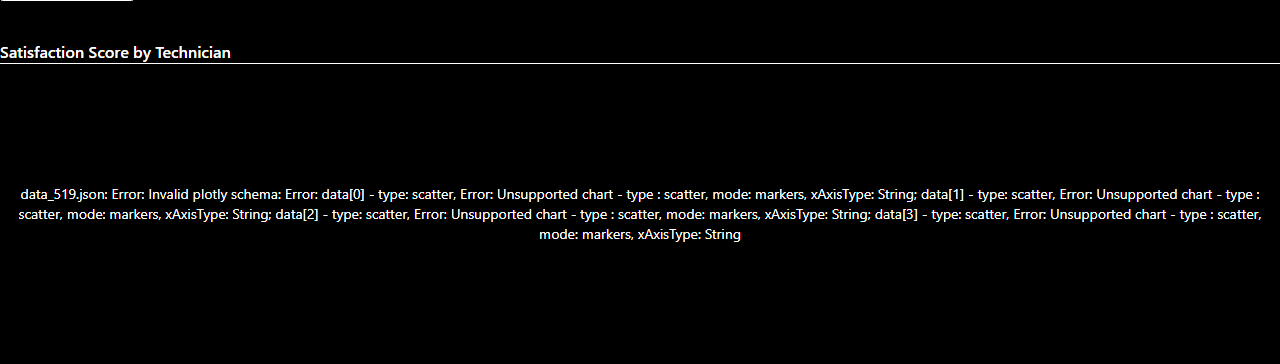 Satisfaction Score by Technician
data_519.json: Error: Invalid plotly schema: Error: data[0] - type: scatter, Error: Unsupported chart - type : scatter, mode: markers, xAxisType: String; data[1] - type: scatter, Error: Unsupported chart - type :
scatter, mode: markers, xAxisType: String; data[2] - type: scatter, Error: Unsupported chart - type : scatter, mode: markers, xAxisType: String; data[3] - type: scatter, Error: Unsupported chart - type : scatter,
mode: markers, xAxisType: String